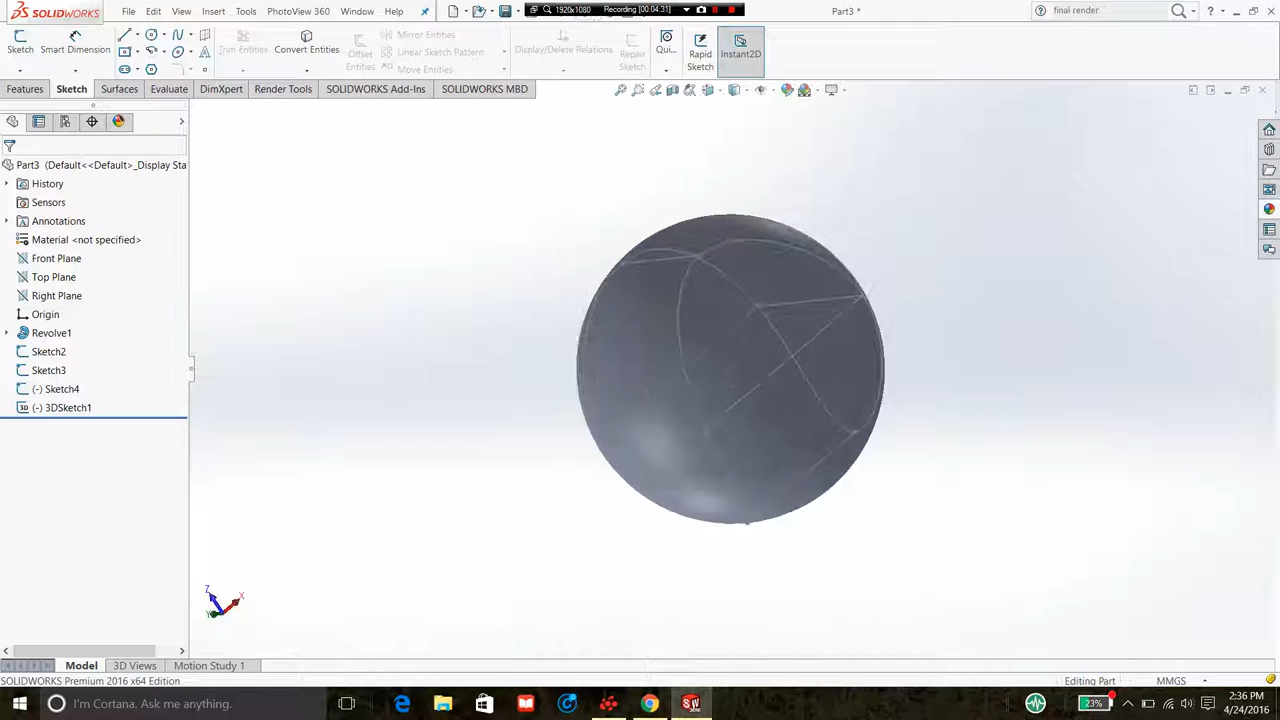 SOLIDWORKS
File Edit View Insert Tools PhotoView 360 Window Help
1920x1080 Recording [00:04:31]
Part3 *
final render
Sketch Smart Dimension
Trim Entities Convert Entities
Offset Entities
Mirror Entities
Linear Sketch Pattern
Move Entities
Display/Delete Relations
Repair Sketch
Qui...
Rapid Sketch
Instant2D
Features Sketch Surfaces Evaluate DimXpert Render Tools SOLIDWORKS Add-Ins SOLIDWORKS MBD
Part3 (Default<<Default>_Display Sta
History
Sensors
Annotations
A
Material <not specified>
Front Plane
Top Plane
Right Plane
Origin
Revolve1
Sketch2
Sketch3
(-) Sketch4
3D (-) 3DSketch1
Z X
Model 3D Views Motion Study 1
SOLIDWORKS Premium 2016 x64 Edition
Editing Part MMGS
I'm Cortana. Ask me anything.
23%
2:36 PM
4/24/2016